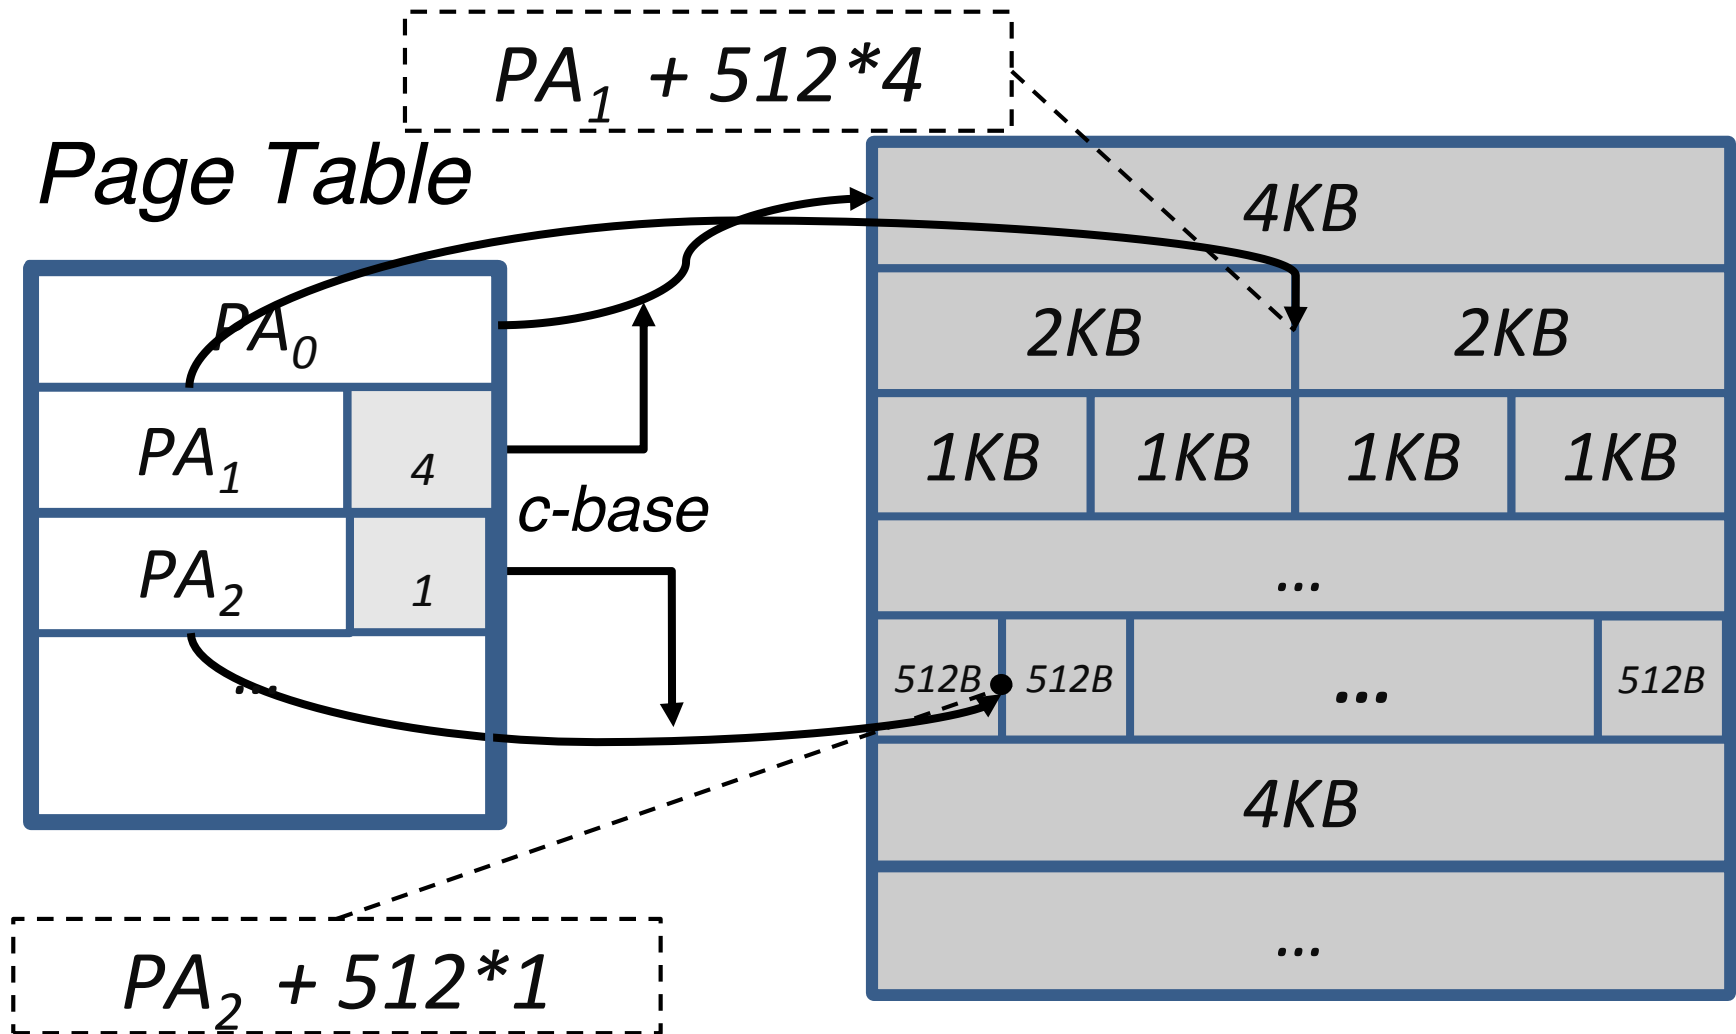 PA1 + 512*4
Page Table
4KB
PA0
2KB 2KB
PA1 4
1KB 1KB 1KB 1KB
c-base
PA2 1
...
512B 512B ... 512B
...
4KB
...
PA2 + 512*1